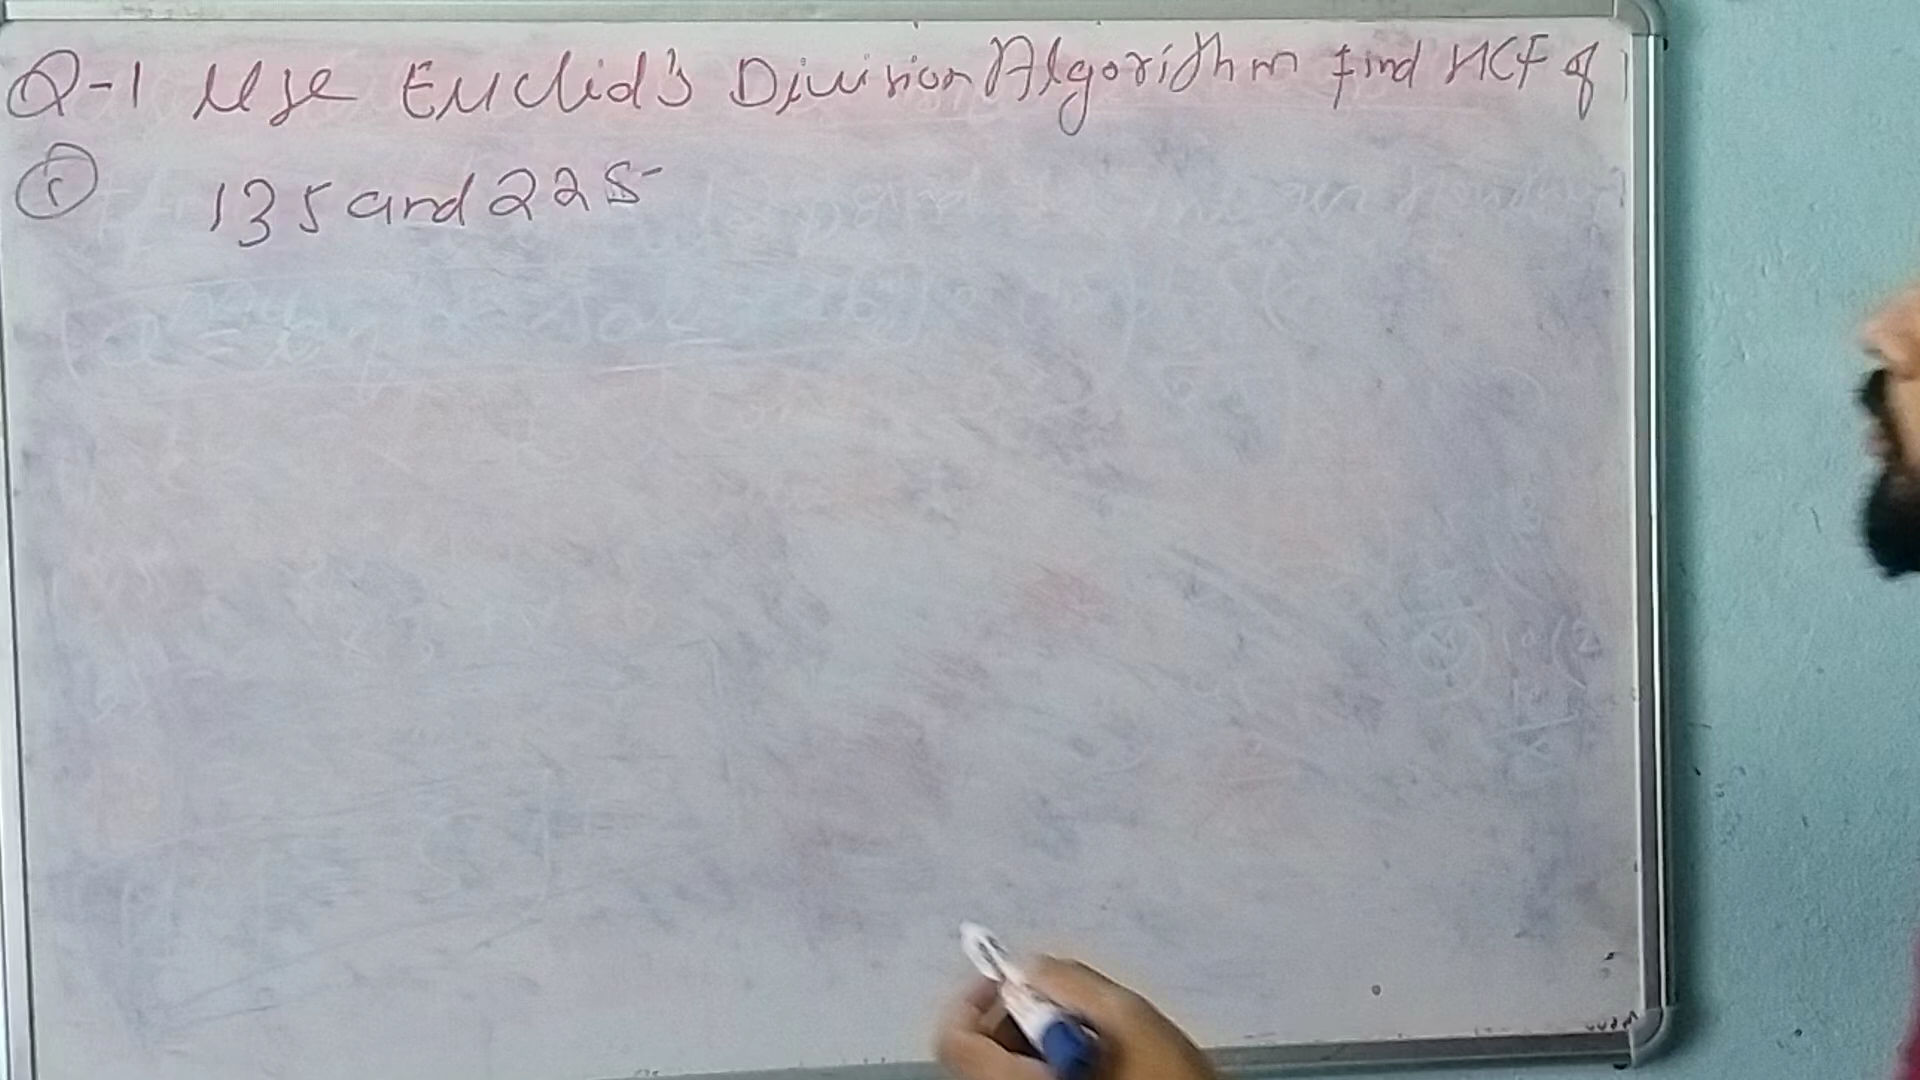 Q-1 Use Euclid's Division Algorithm find HCF of
(i) 135 and 225